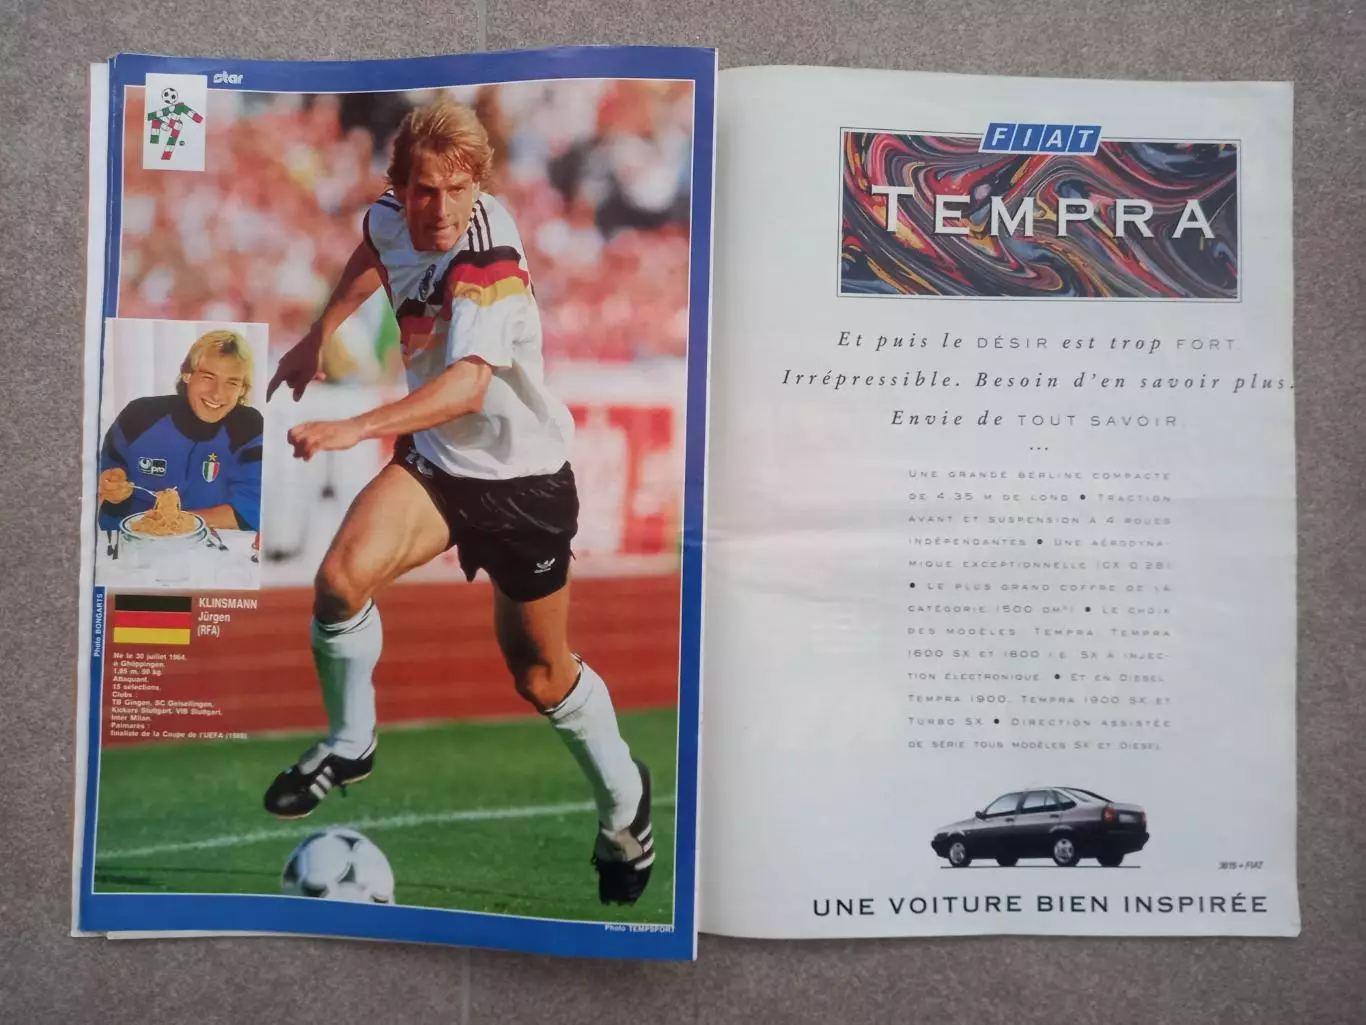 star
pro
Photo BONGARTS
KLINSMANN
Jürgen
(RFA)
Né le 30 juillet 1964,
à Ghöppingen.
Attaquant.
15 sélections.
Clubs :
TB Gingen, SC Geiselingen,
Kickers Stuttgart, VfB Stuttgart,
Inter Milan.
Palmarès :
finaliste de la Coupe de l'UEFA (1989)
Photo TEMPSPORT
FIAT
TEMPRA
Et puis le DÉSIR est trop FORT.
Irrépressible. Besoin d'en savoir plus.
Envie de TOUT SAVOIR.
...
UNE GRANDE BERLINE COMPACTE
DE 4.35 M DE LONG • TRACTION
AVANT ET SUSPENSION À 4 ROUES
INDÉPENDANTES • UNE AÉRODYNA-
MIQUE EXCEPTIONNELLE (CX 0.28)
• LE PLUS GRAND COFFRE DE LA
CATÉGORIE (500 DM³) • LE CHOIX
DES MODÈLES: TEMPRA, TEMPRA
1600 SX ET 1800 I.E. SX À INJEC-
TION ÉLECTRONIQUE • ET EN DIESEL
TEMPRA 1900, TEMPRA 1900 SX ET
TURBO SX • DIRECTION ASSISTÉE
DE SÉRIE TOUS MODÈLES SX ET DIESEL.
3615 + FIAT
UNE VOITURE BIEN INSPIRÉE